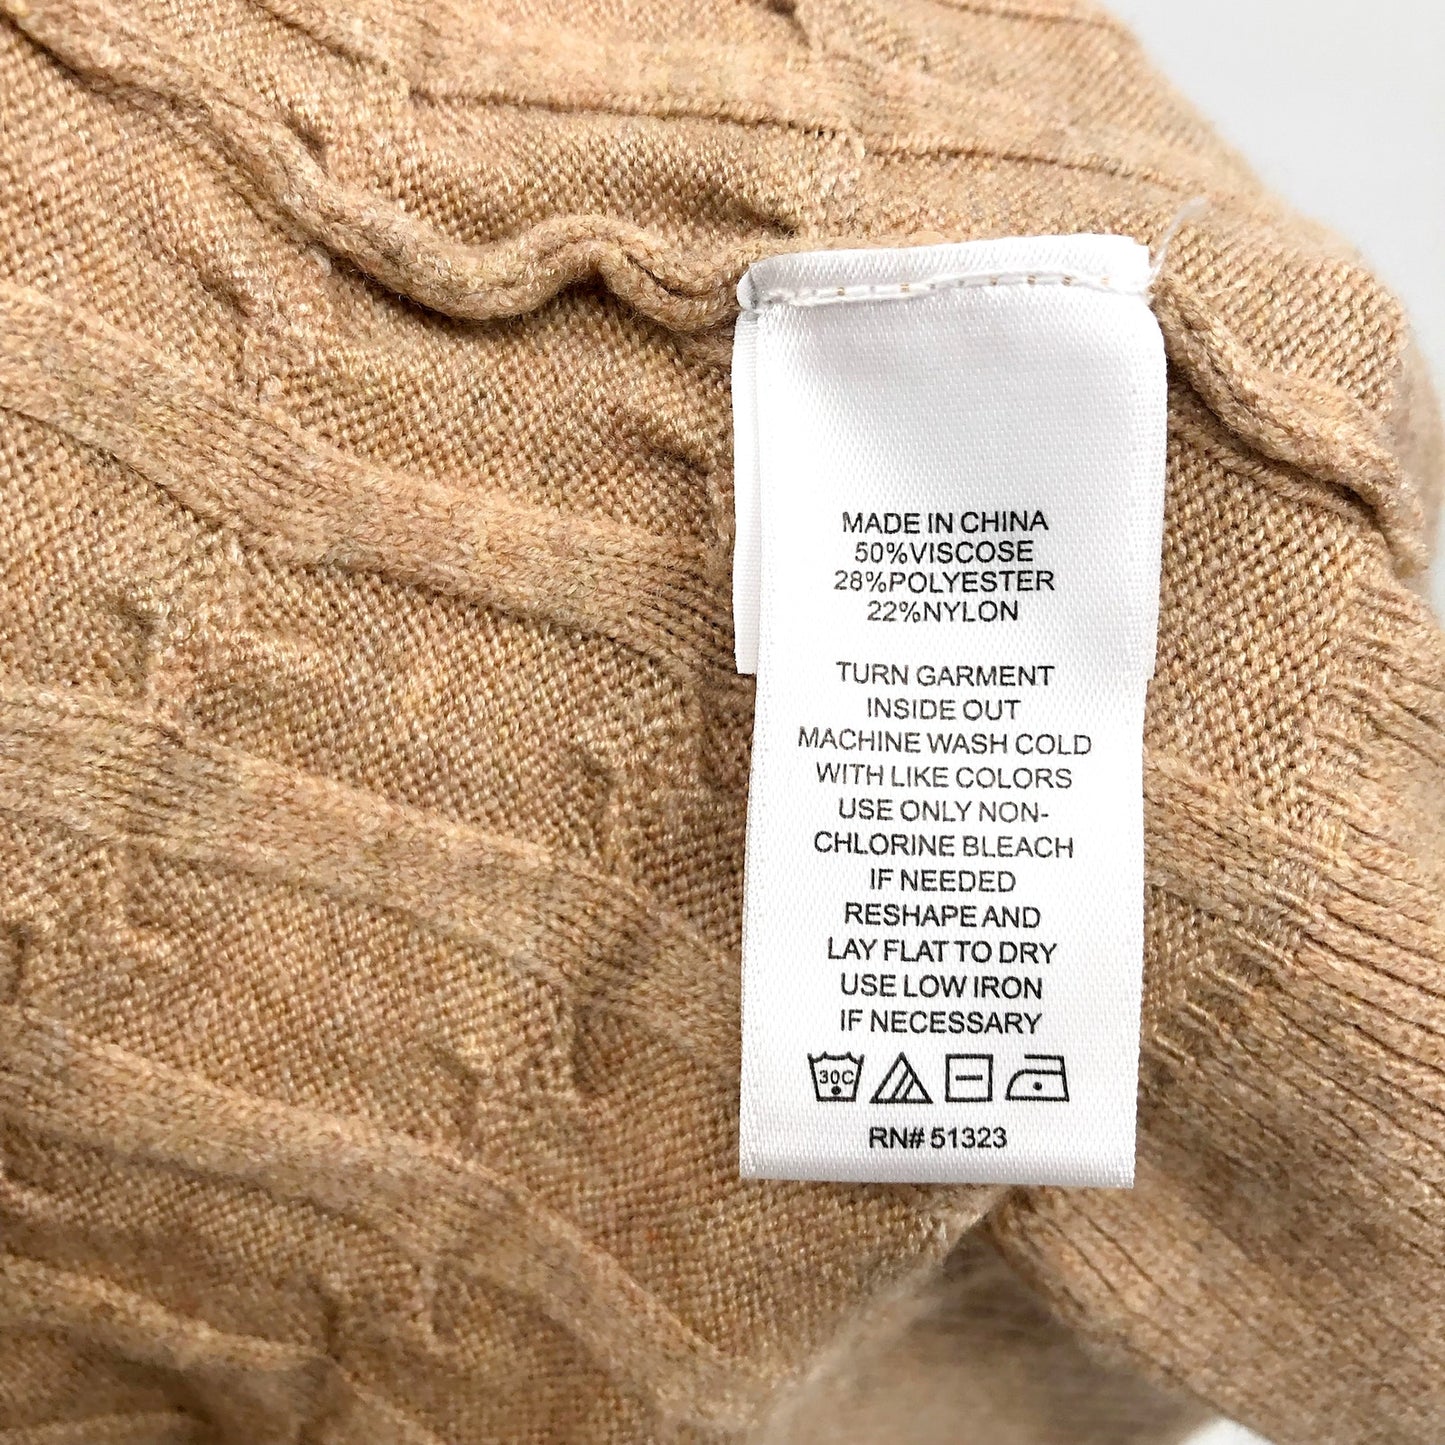 MADE IN CHINA
50%VISCOSE
28%POLYESTER
22%NYLON
TURN GARMENT
INSIDE OUT
MACHINE WASH COLD
WITH LIKE COLORS
USE ONLY NON-
CHLORINE BLEACH
IF NEEDED
RESHAPE AND
LAY FLAT TO DRY
USE LOW IRON
IF NECESSARY
30C
RN# 51323